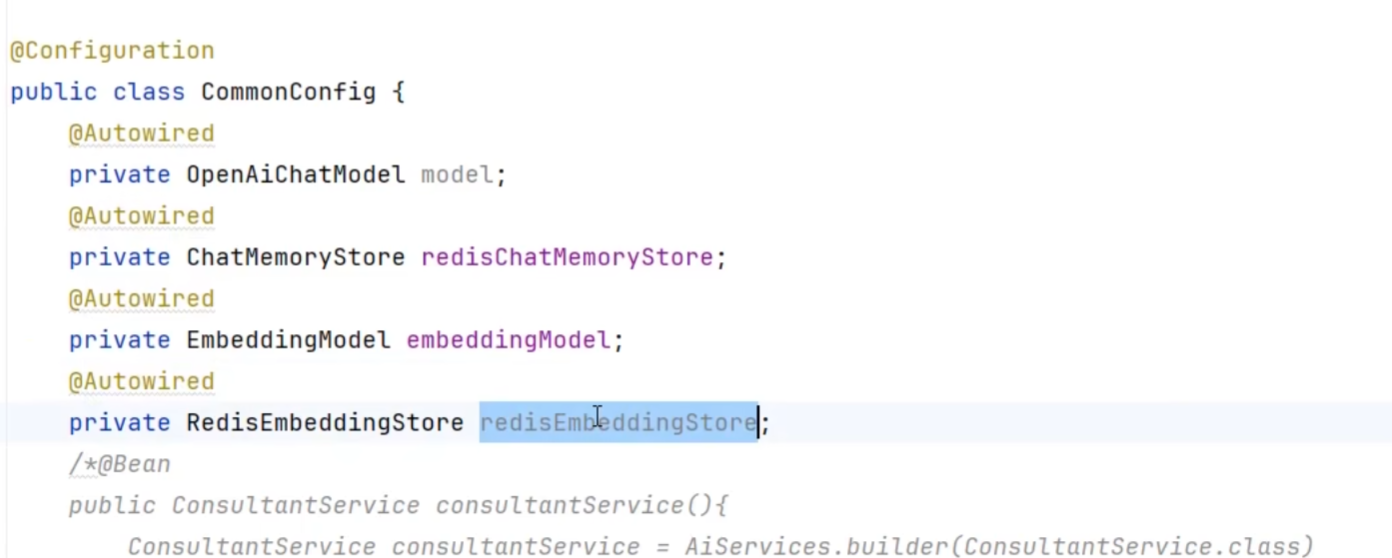 @Configuration
public class CommonConfig {
@Autowired
private OpenAiChatModel model;
@Autowired
private ChatMemoryStore redisChatMemoryStore;
@Autowired
private EmbeddingModel embeddingModel;
@Autowired
private RedisEmbeddingStore redisEmbeddingStore;
/*@Bean
public ConsultantService consultantService(){
ConsultantService consultantService = AiServices.builder(ConsultantService.class)